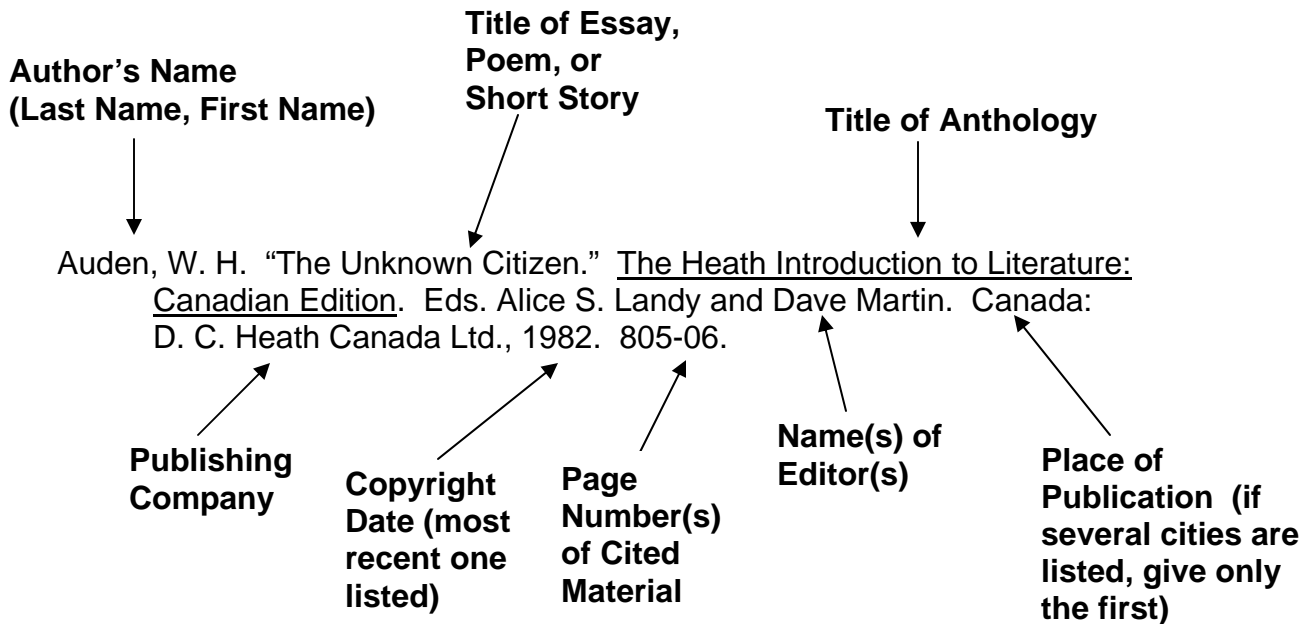 Title of Essay,
Poem, or
Short Story
Author’s Name
(Last Name, First Name)
Title of Anthology
Auden, W. H.  “The Unknown Citizen.”  The Heath Introduction to Literature:
Canadian Edition.  Eds. Alice S. Landy and Dave Martin.  Canada:
D. C. Heath Canada Ltd., 1982.  805-06.
Publishing
Company
Copyright
Date (most
recent one
listed)
Page
Number(s)
of Cited
Material
Name(s) of
Editor(s)
Place of
Publication  (if
several cities are
listed, give only
the first)